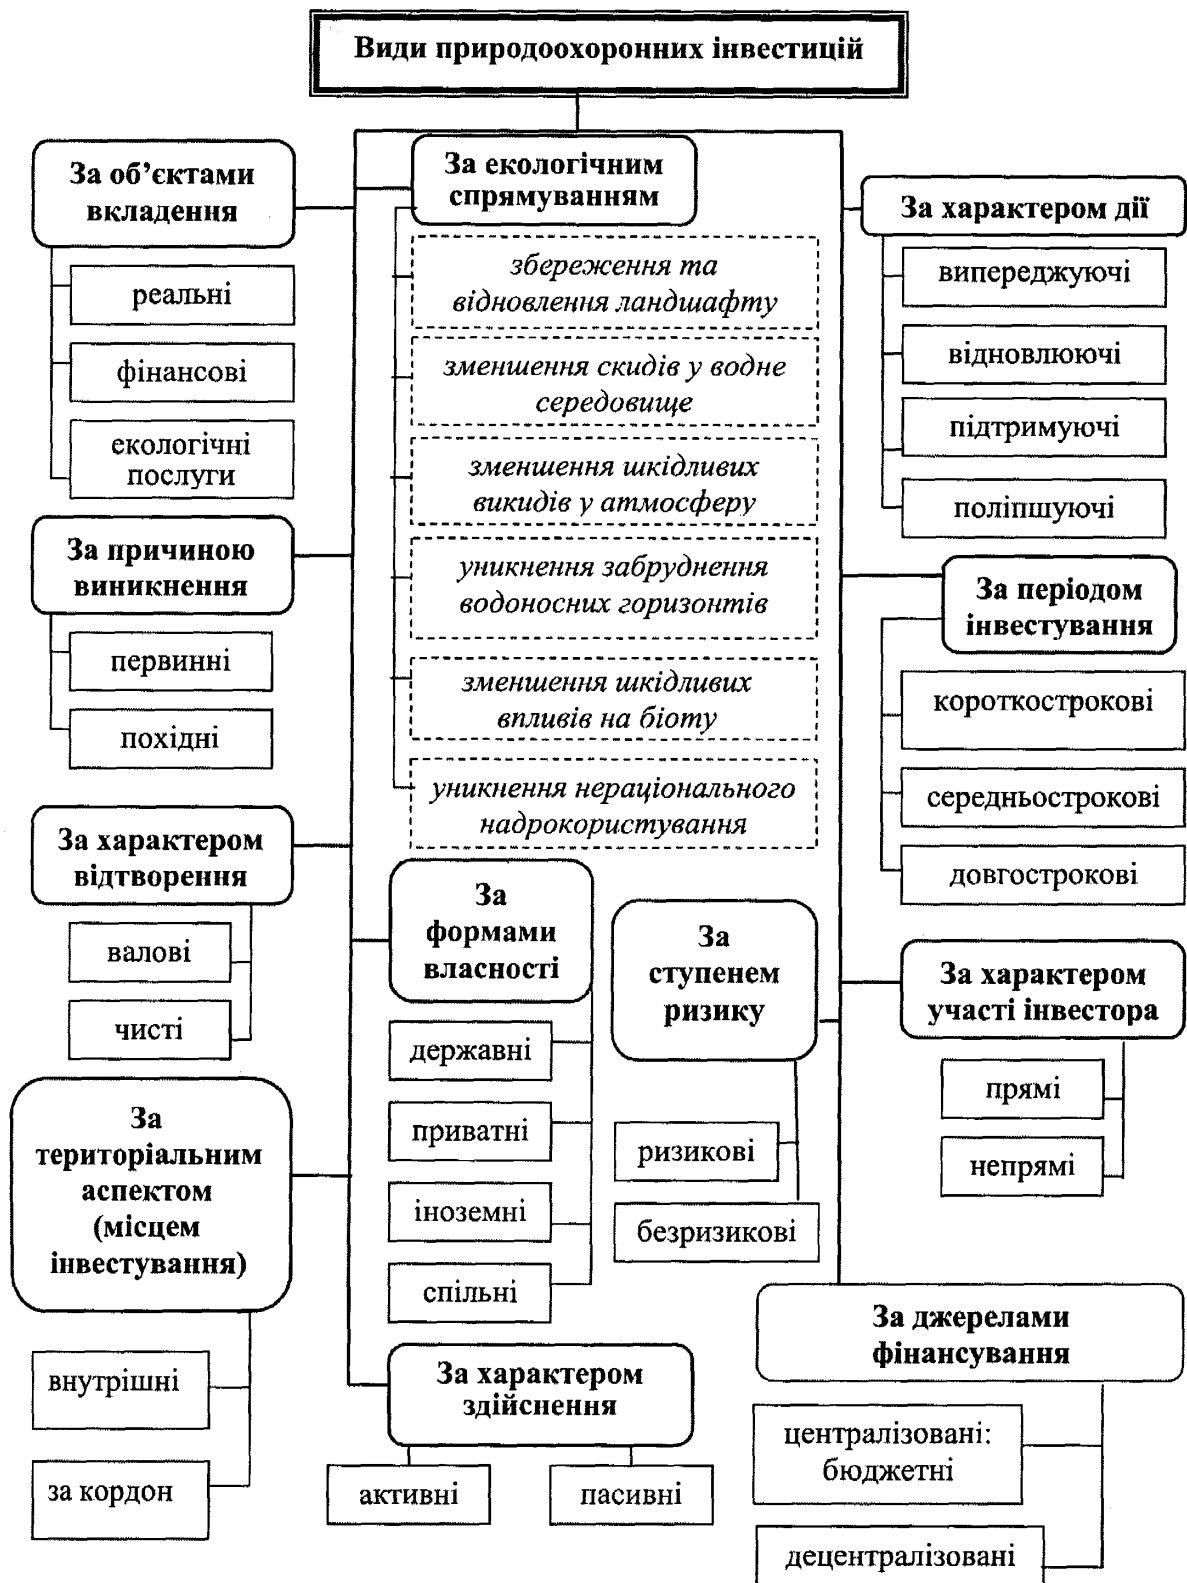 Види природоохоронних інвестицій
За об’єктами
вкладення
реальні
фінансові
екологічні
послуги
За причиною
виникнення
первинні
похідні
За характером
відтворення
валові
чисті
За
територіальним
аспектом
(місцем
інвестування)
внутрішні
за кордон
За екологічним
спрямуванням
збереження та
відновлення ландшафту
зменшення скидів у водне
середовище
зменшення шкідливих
викидів у атмосферу
уникнення забруднення
водоносних горизонтів
зменшення шкідливих
впливів на біоту
уникнення нераціонального
надрокористування
За
формами
власності
державні
приватні
іноземні
спільні
За характером
здійснення
активні
пасивні
За
ступенем
ризику
ризикові
безризикові
За характером дії
випереджуючі
відновлюючі
підтримуючі
поліпшуючі
За періодом
інвестування
короткострокові
середньострокові
довгострокові
За характером
участі інвестора
прямі
непрямі
За джерелами
фінансування
централізовані:
бюджетні
децентралізовані